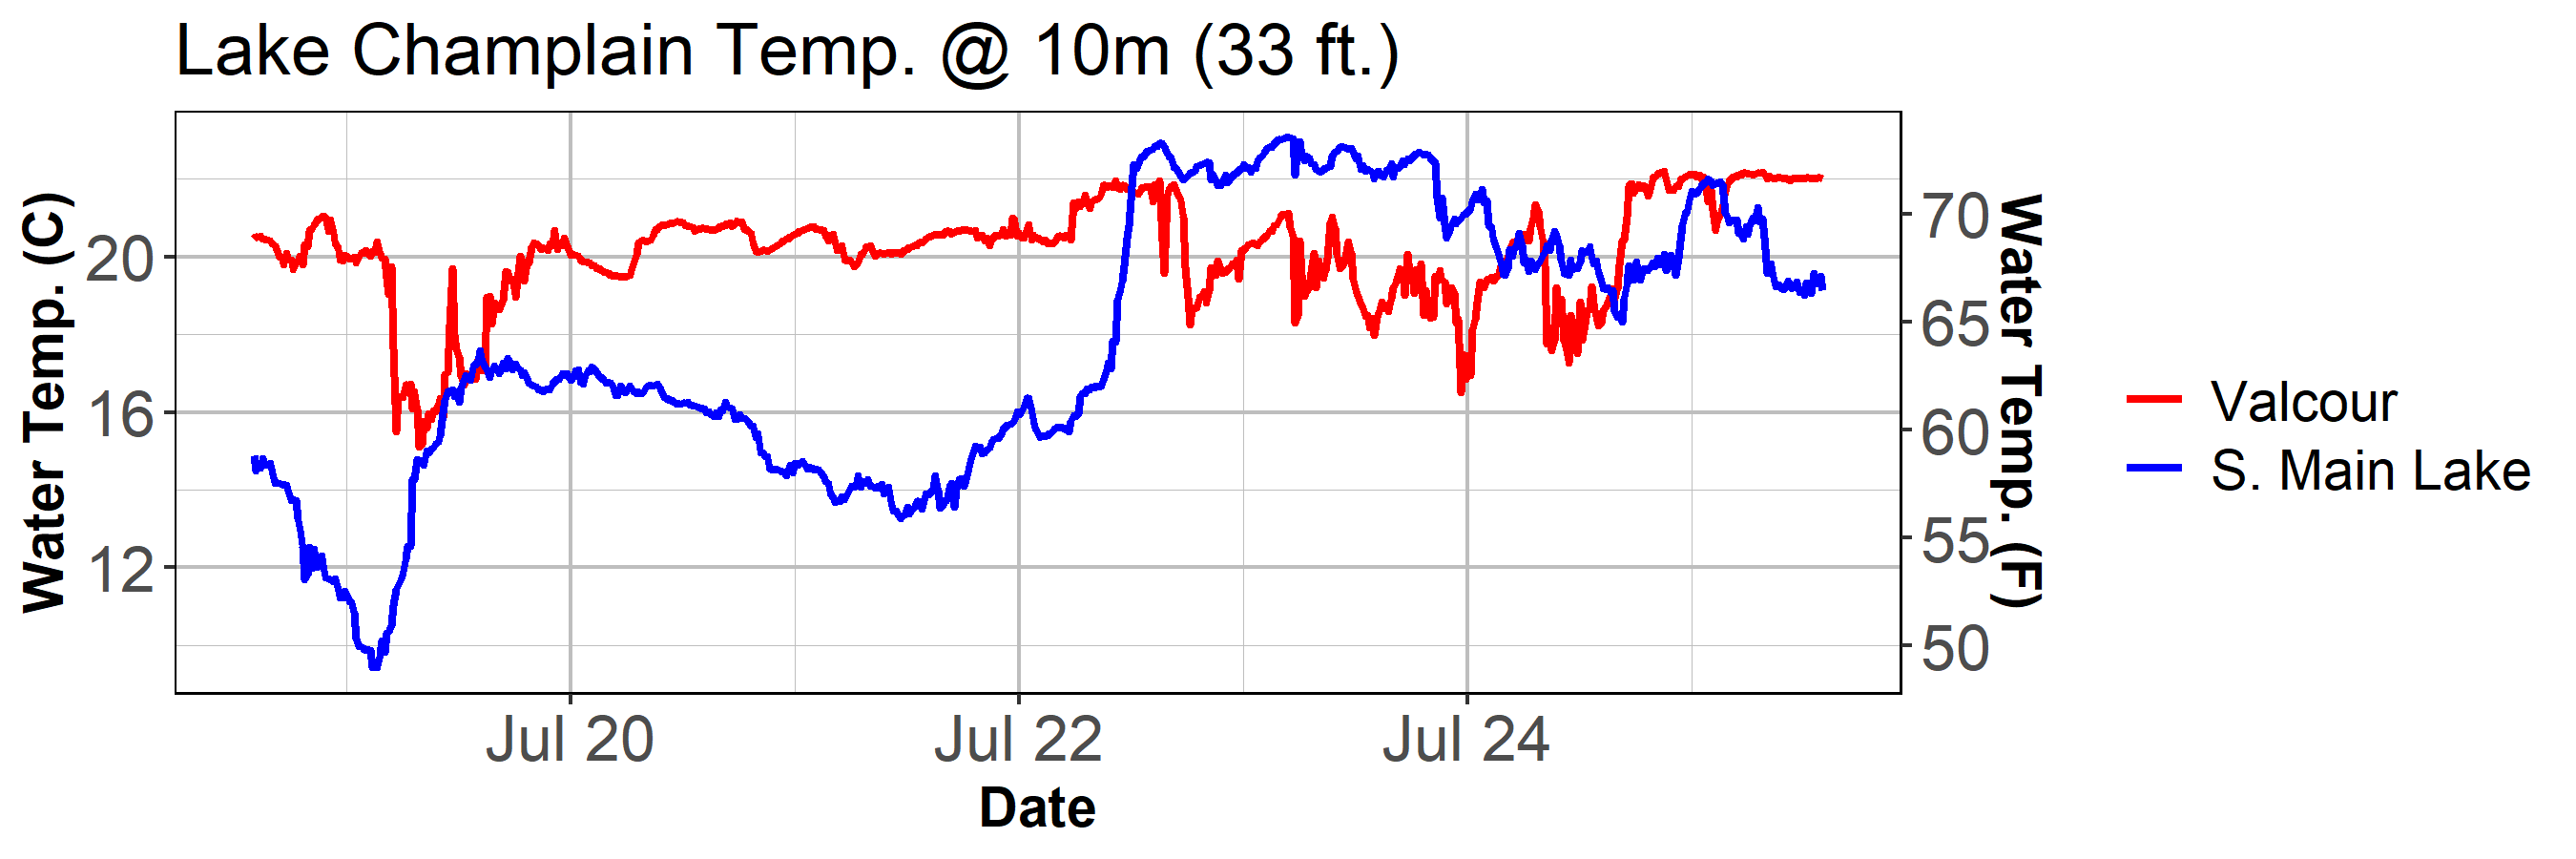 Lake Champlain Temp. @ 10m (33 ft.)
Water Temp. (C)
20
16
12
70
65
60
55
50
Water Temp. (F)
Jul 20
Jul 22
Jul 24
Date
Valcour
S. Main Lake